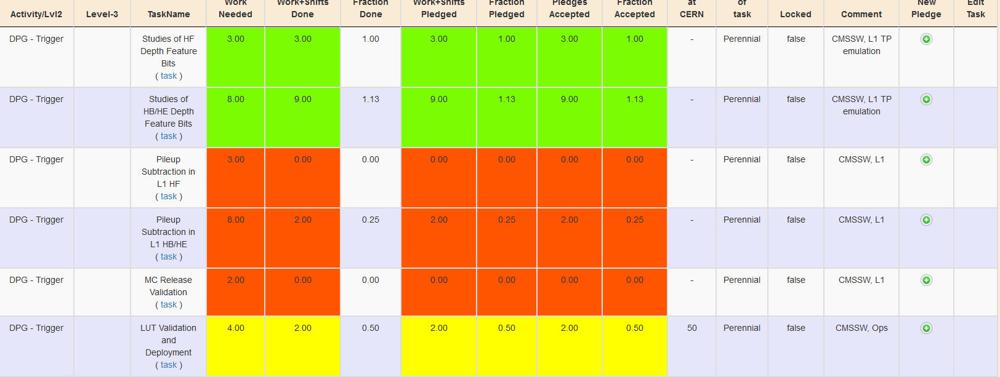 Work Needed Work+Shifts Done Fraction Done Work+Shifts Pledged Fraction Pledged Pledges Accepted Fraction Accepted at CERN of task New Pledge Edit Task
Activity/Lvl2 Level-3 TaskName Locked Comment
DPG - Trigger Studies of HF 3.00 3.00 1.00 3.00 1.00 3.00 1.00 - Perennial false CMSSW, L1 TP
Depth Feature emulation
Bits
( task )
DPG - Trigger Studies of 8.00 9.00 1.13 9.00 1.13 9.00 1.13 - Perennial false CMSSW, L1 TP
HB/HE Depth emulation
Feature Bits
( task )
DPG - Trigger Pileup 3.00 0.00 0.00 0.00 0.00 0.00 0.00 - Perennial false CMSSW, L1
Subtraction in
L1 HF
( task )
DPG - Trigger Pileup 8.00 2.00 0.25 2.00 0.25 2.00 0.25 - Perennial false CMSSW, L1
Subtraction in
L1 HB/HE
( task )
DPG - Trigger MC Release 2.00 0.00 0.00 0.00 0.00 0.00 0.00 - Perennial false CMSSW, L1
Validation
( task )
DPG - Trigger LUT Validation 4.00 2.00 0.50 2.00 0.50 2.00 0.50 50 Perennial false CMSSW, Ops
and
Deployment
( task )